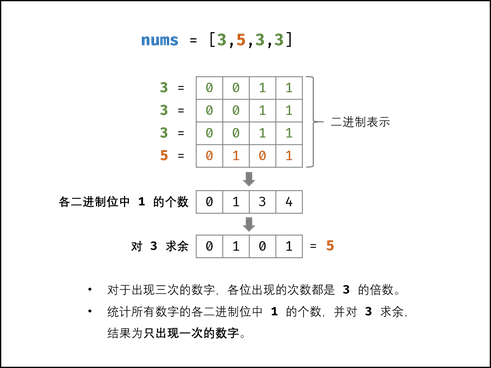 nums = [3,5,3,3]
3 = 0 0 1 1
3 = 0 0 1 1
3 = 0 0 1 1
二进制表示
5 = 0 1 0 1
各二进制位中 1 的个数 0 1 3 4
对 3 求余 0 1 0 1 = 5
• 对于出现三次的数字，各位出现的次数都是 3 的倍数。
• 统计所有数字的各二进制位中 1 的个数，并对 3 求余，
结果为只出现一次的数字。